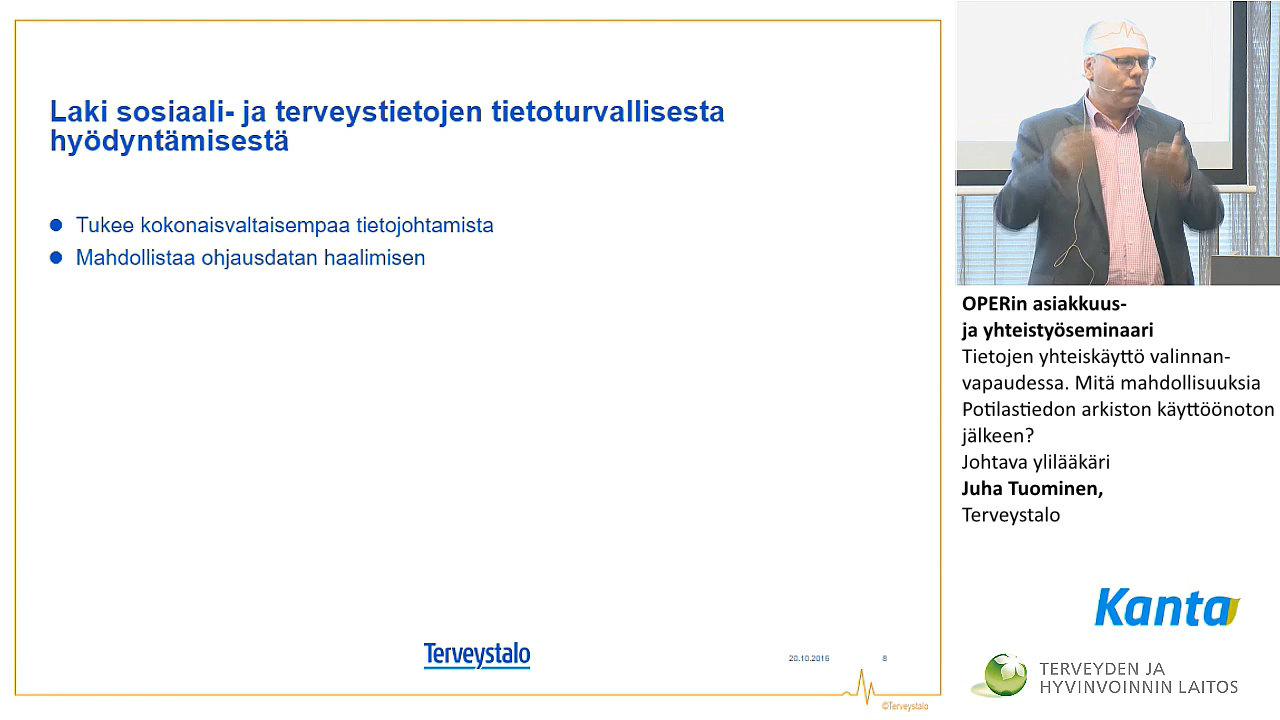 Laki sosiaali- ja terveystietojen tietoturvallisesta
hyödyntämisestä
Tukee kokonaisvaltaisempaa tietojohtamista
Mahdollistaa ohjausdatan haalimisen
Terveystalo
20.10.2016
8
©Terveystalo
OPERin asiakkuus-
ja yhteistyöseminaari
Tietojen yhteiskäyttö valinnan-
vapaudessa. Mitä mahdollisuuksia
Potilastiedon arkiston käyttöönoton
jälkeen?
Johtava ylilääkäri
Juha Tuominen,
Terveystalo
Kanta
TERVEYDEN JA
HYVINVOINNIN LAITOS